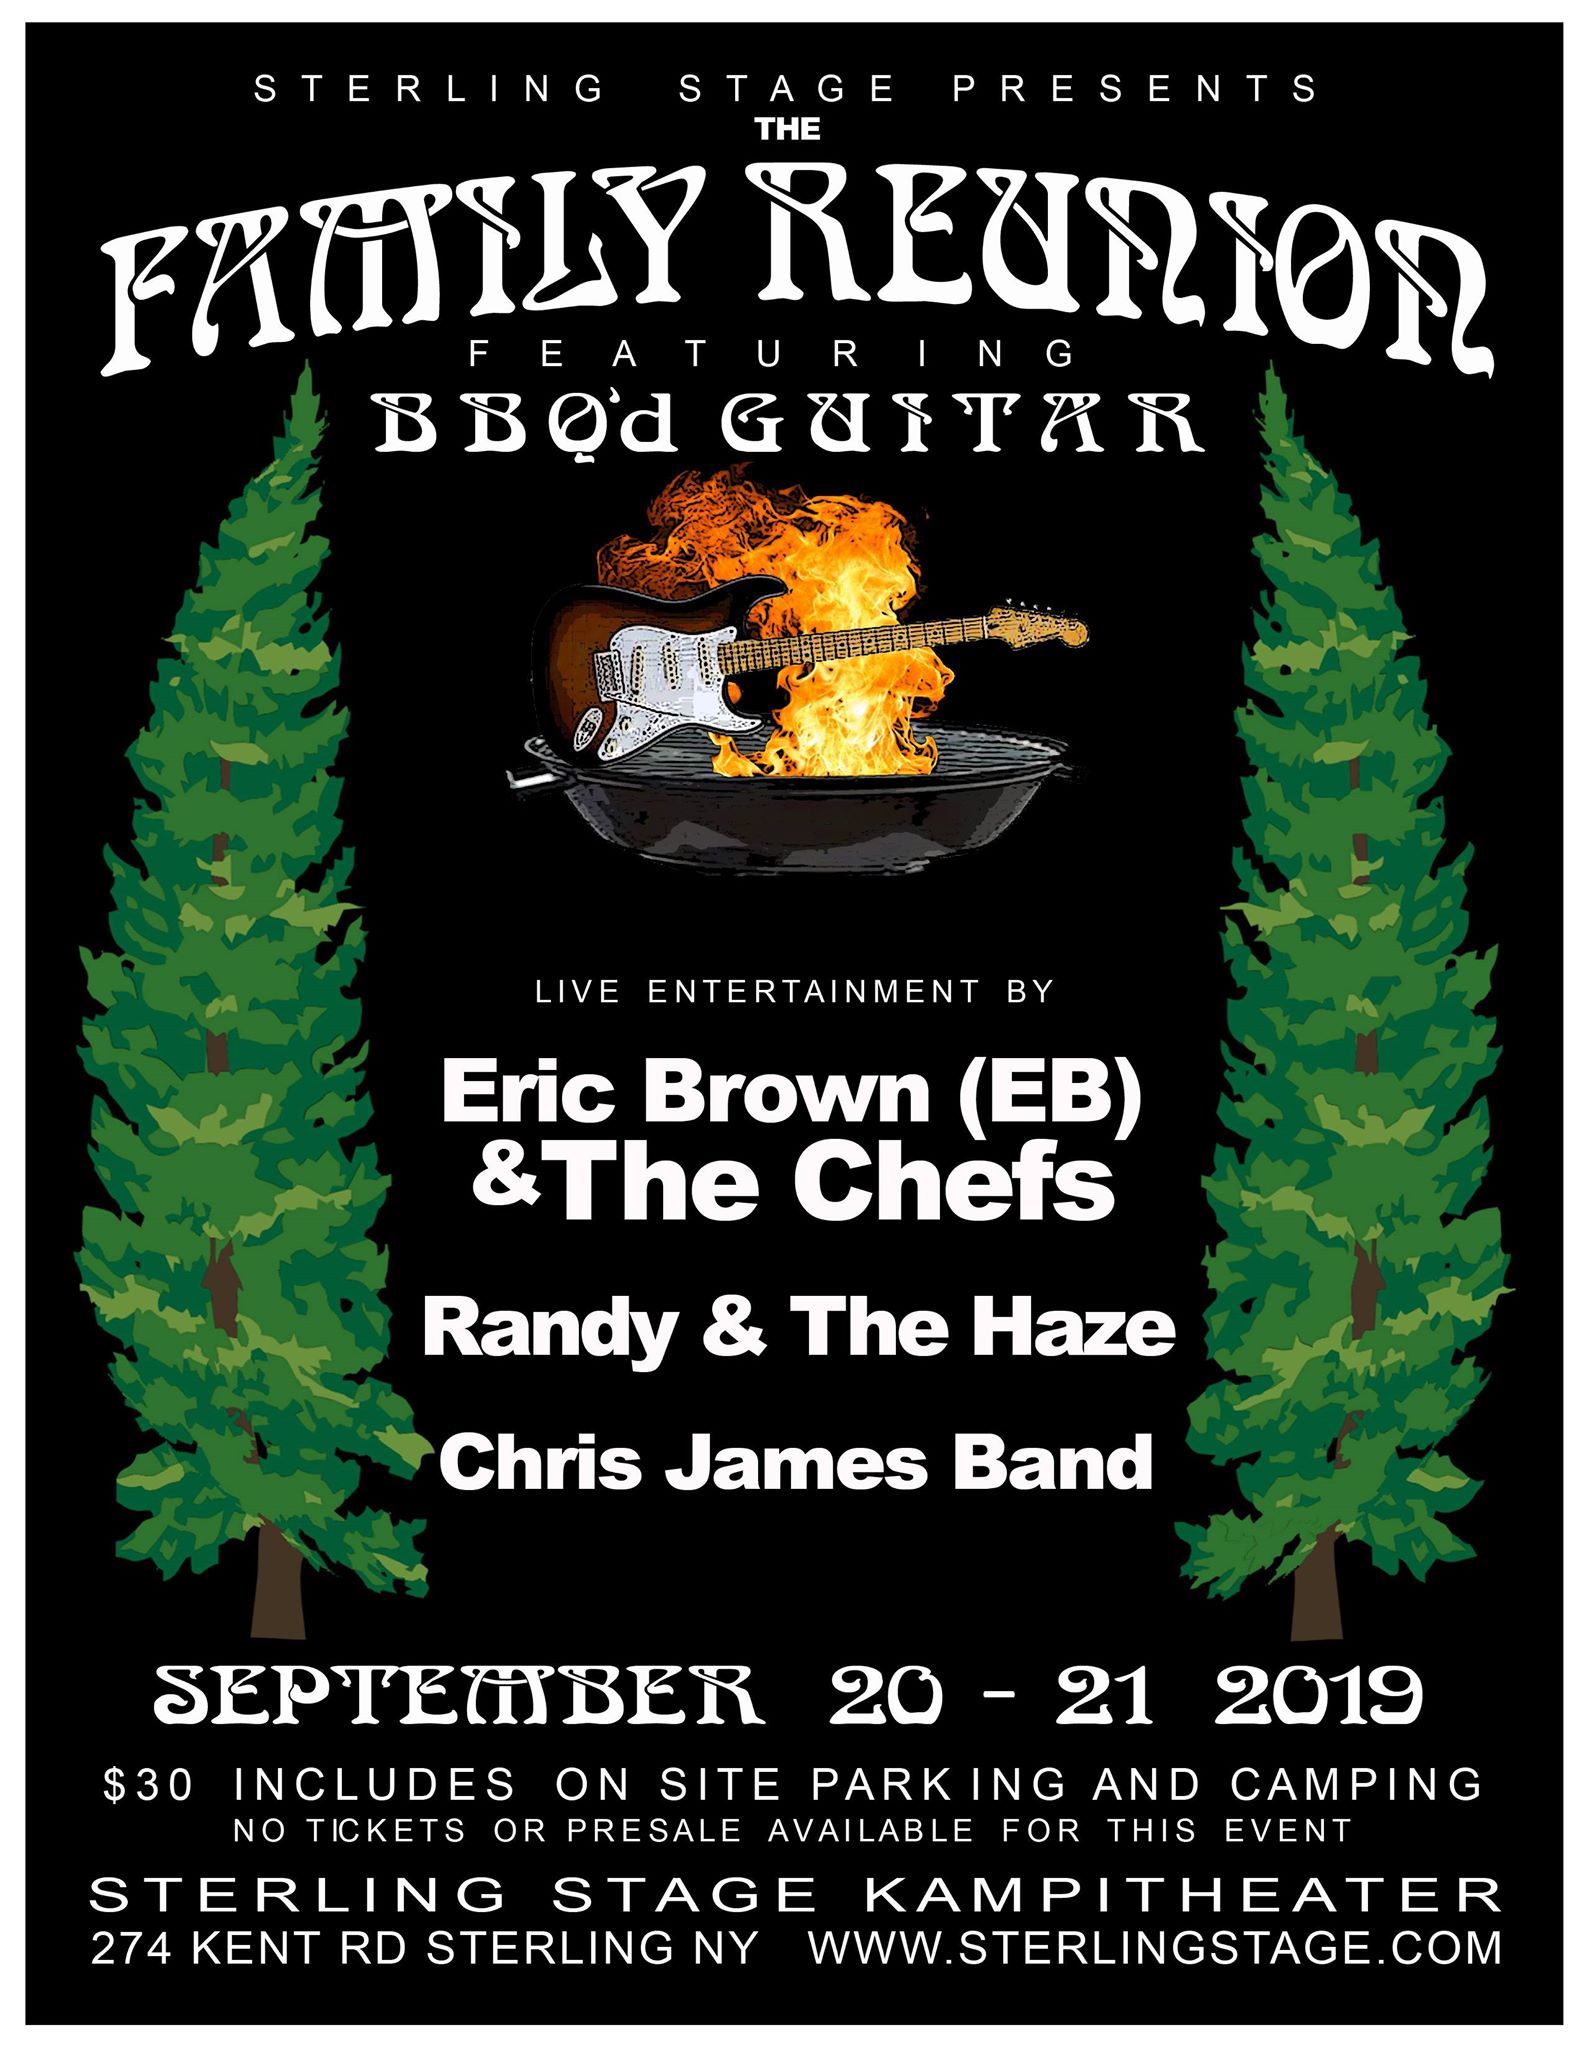 STERLING STAGE PRESENTS
THE
FAMILY REUNION
FEATURING
BBQ'd GUITAR
LIVE ENTERTAINMENT BY
Eric Brown (EB)
&The Chefs
Randy & The Haze
Chris James Band
SEPTEMBER 20 - 21 2019
$30 INCLUDES ON SITE PARKING AND CAMPING
NO TICKETS OR PRESALE AVAILABLE FOR THIS EVENT
STERLING STAGE KAMPITHEATER
274 KENT RD STERLING NY WWW.STERLINGSTAGE.COM